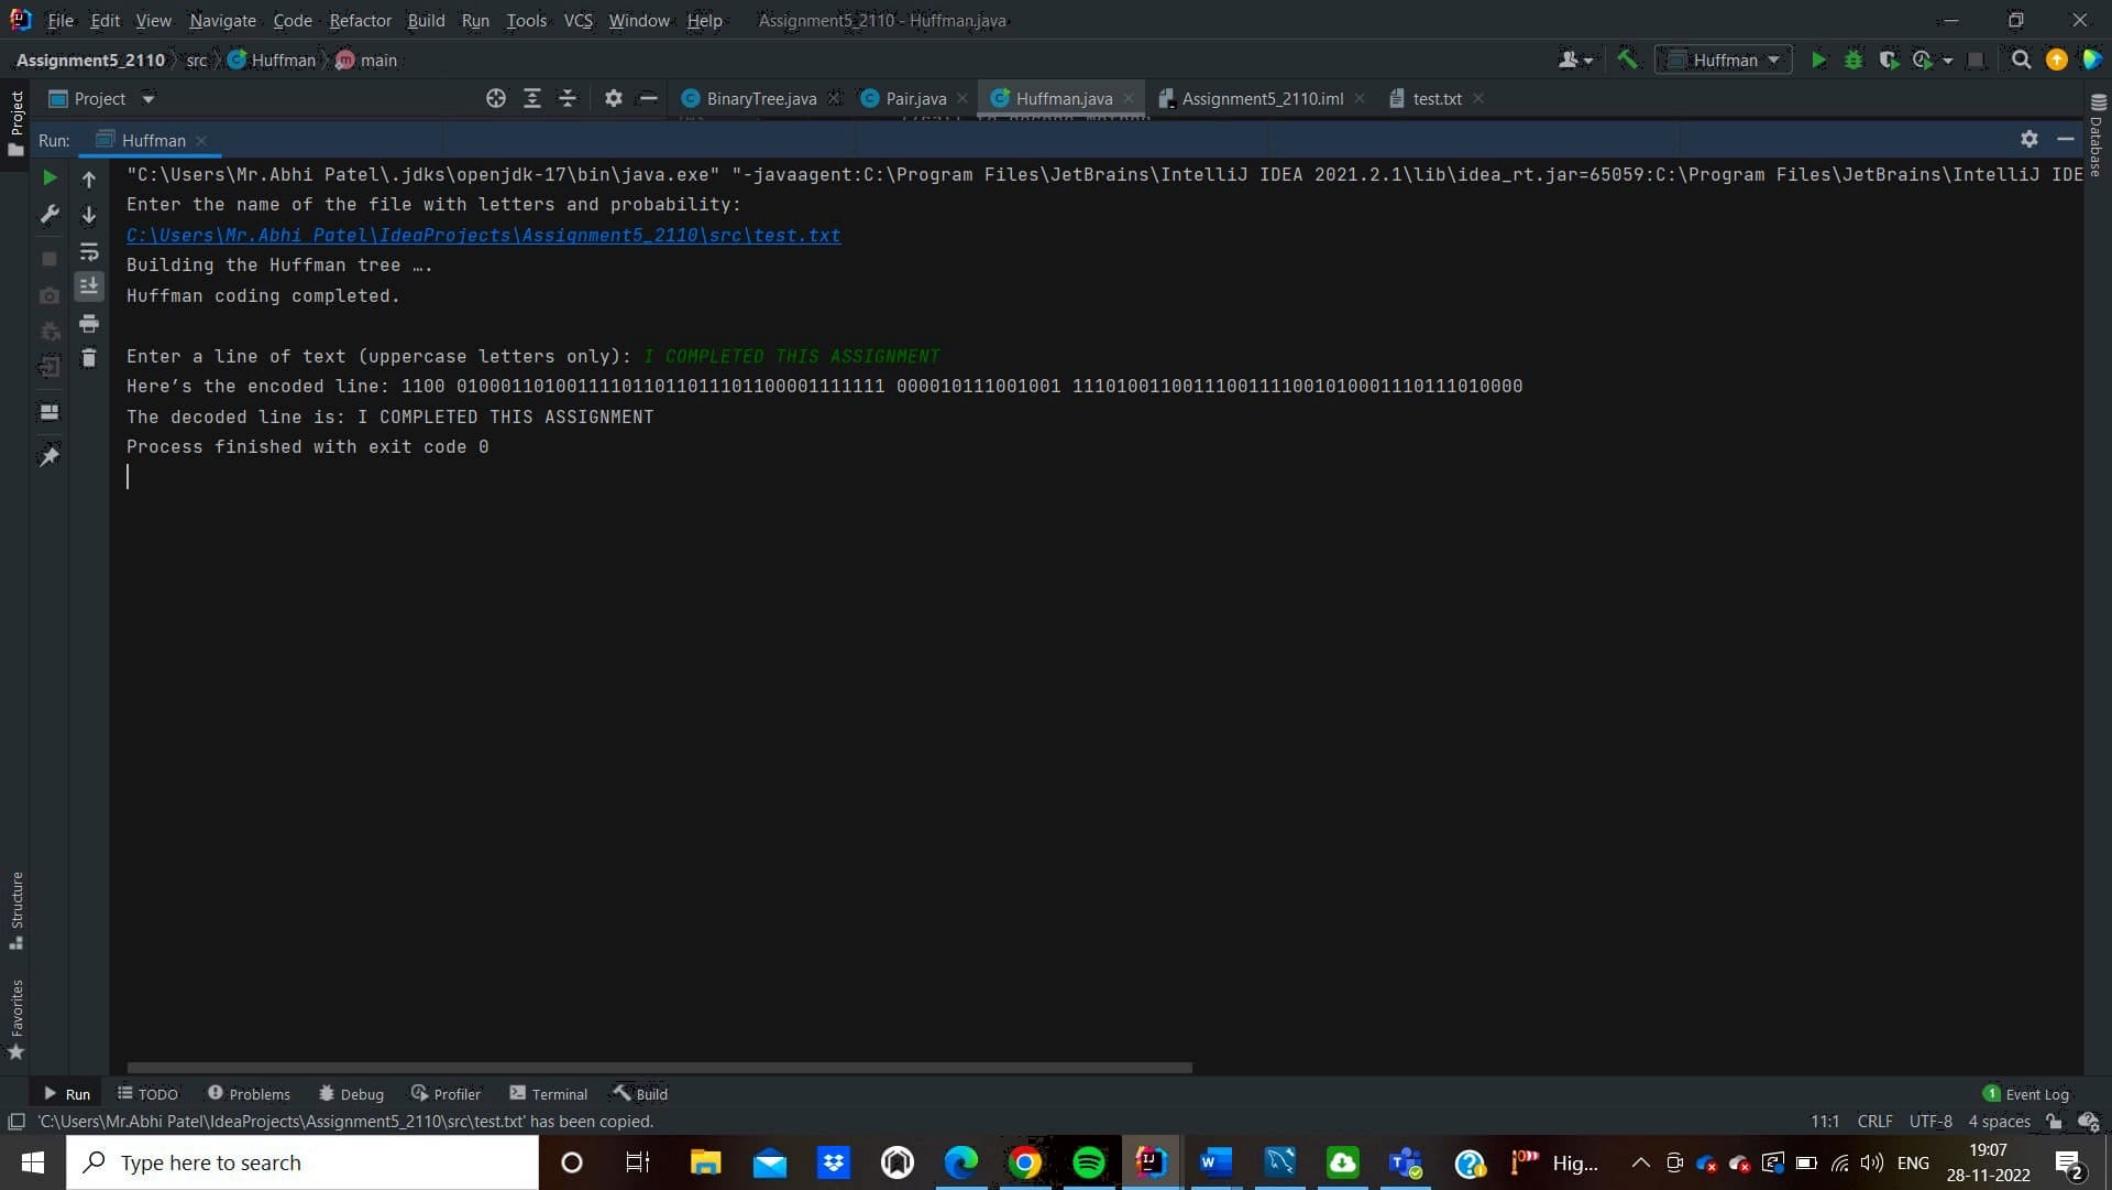 File Edit View Navigate Code Refactor Build Run Tools VCS Window Help Assignment5_2110 - Huffman.java
Assignment5_2110 src Huffman main Huffman
Project BinaryTree.java Pair.java Huffman.java Assignment5_2110.iml test.txt
Project
Database
Run: Huffman
"C:\Users\Mr.Abhi Patel\.jdks\openjdk-17\bin\java.exe" "-javaagent:C:\Program Files\JetBrains\IntelliJ IDEA 2021.2.1\lib\idea_rt.jar=65059:C:\Program Files\JetBrains\IntelliJ IDE
Enter the name of the file with letters and probability:
C:\Users\Mr.Abhi Patel\IdeaProjects\Assignment5_2110\src\test.txt
Building the Huffman tree ….
Huffman coding completed.
Enter a line of text (uppercase letters only): I COMPLETED THIS ASSIGNMENT
Here’s the encoded line: 1100 010001101001111011011011101100001111111 000010111001001 11101001100111001111001010001110111010000
The decoded line is: I COMPLETED THIS ASSIGNMENT
Process finished with exit code 0
Structure
Favorites
Run TODO Problems Debug Profiler Terminal Build 1 Event Log
'C:\Users\Mr.Abhi Patel\IdeaProjects\Assignment5_2110\src\test.txt' has been copied. 11:1 CRLF UTF-8 4 spaces
Type here to search Hig... ENG 19:07
28-11-2022 2